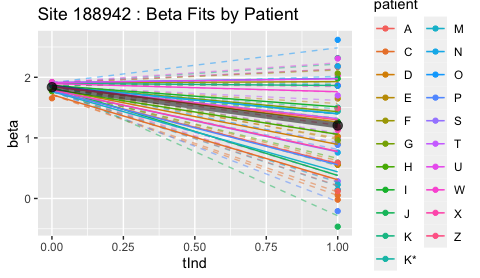 Site 188942 : Beta Fits by Patient
beta
2
1
0
0.00 0.25 0.50 0.75 1.00
tInd
patient
A
C
D
E
F
G
H
I
J
K
K*
M
N
O
P
S
T
U
W
X
Z